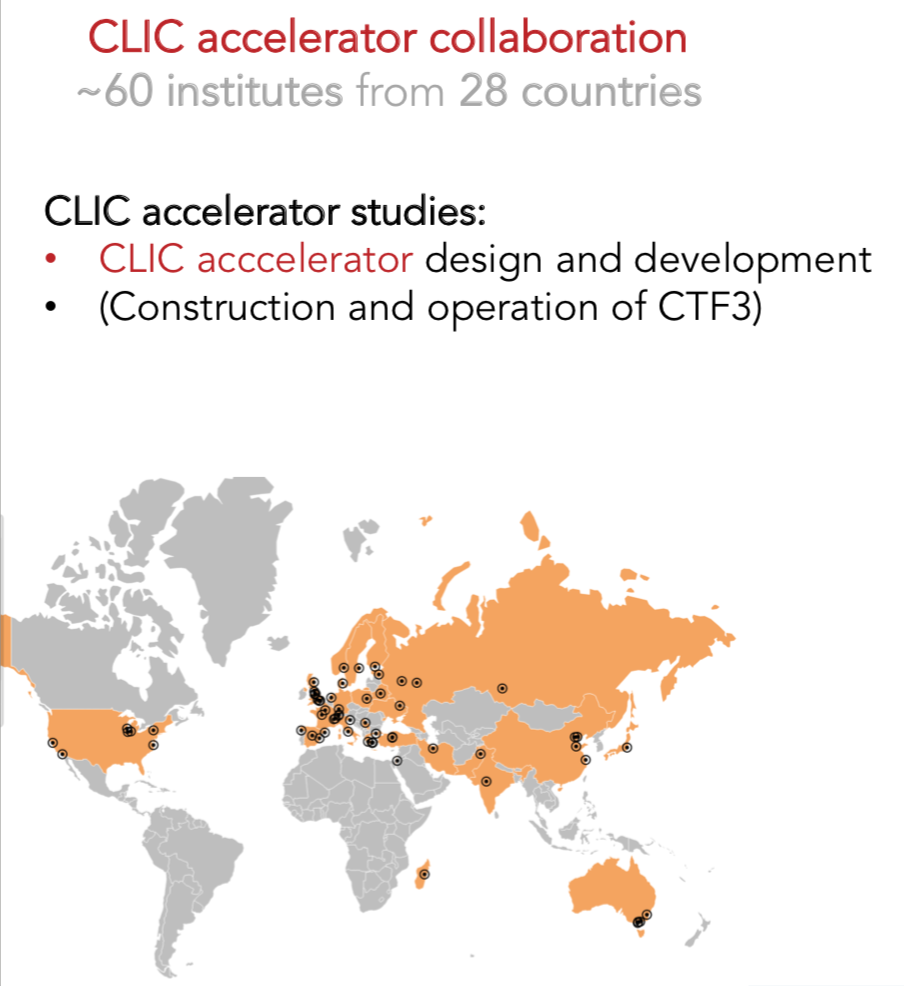 CLIC accelerator collaboration
~60 institutes from 28 countries
CLIC accelerator studies:
• CLIC acccelerator design and development
• (Construction and operation of CTF3)